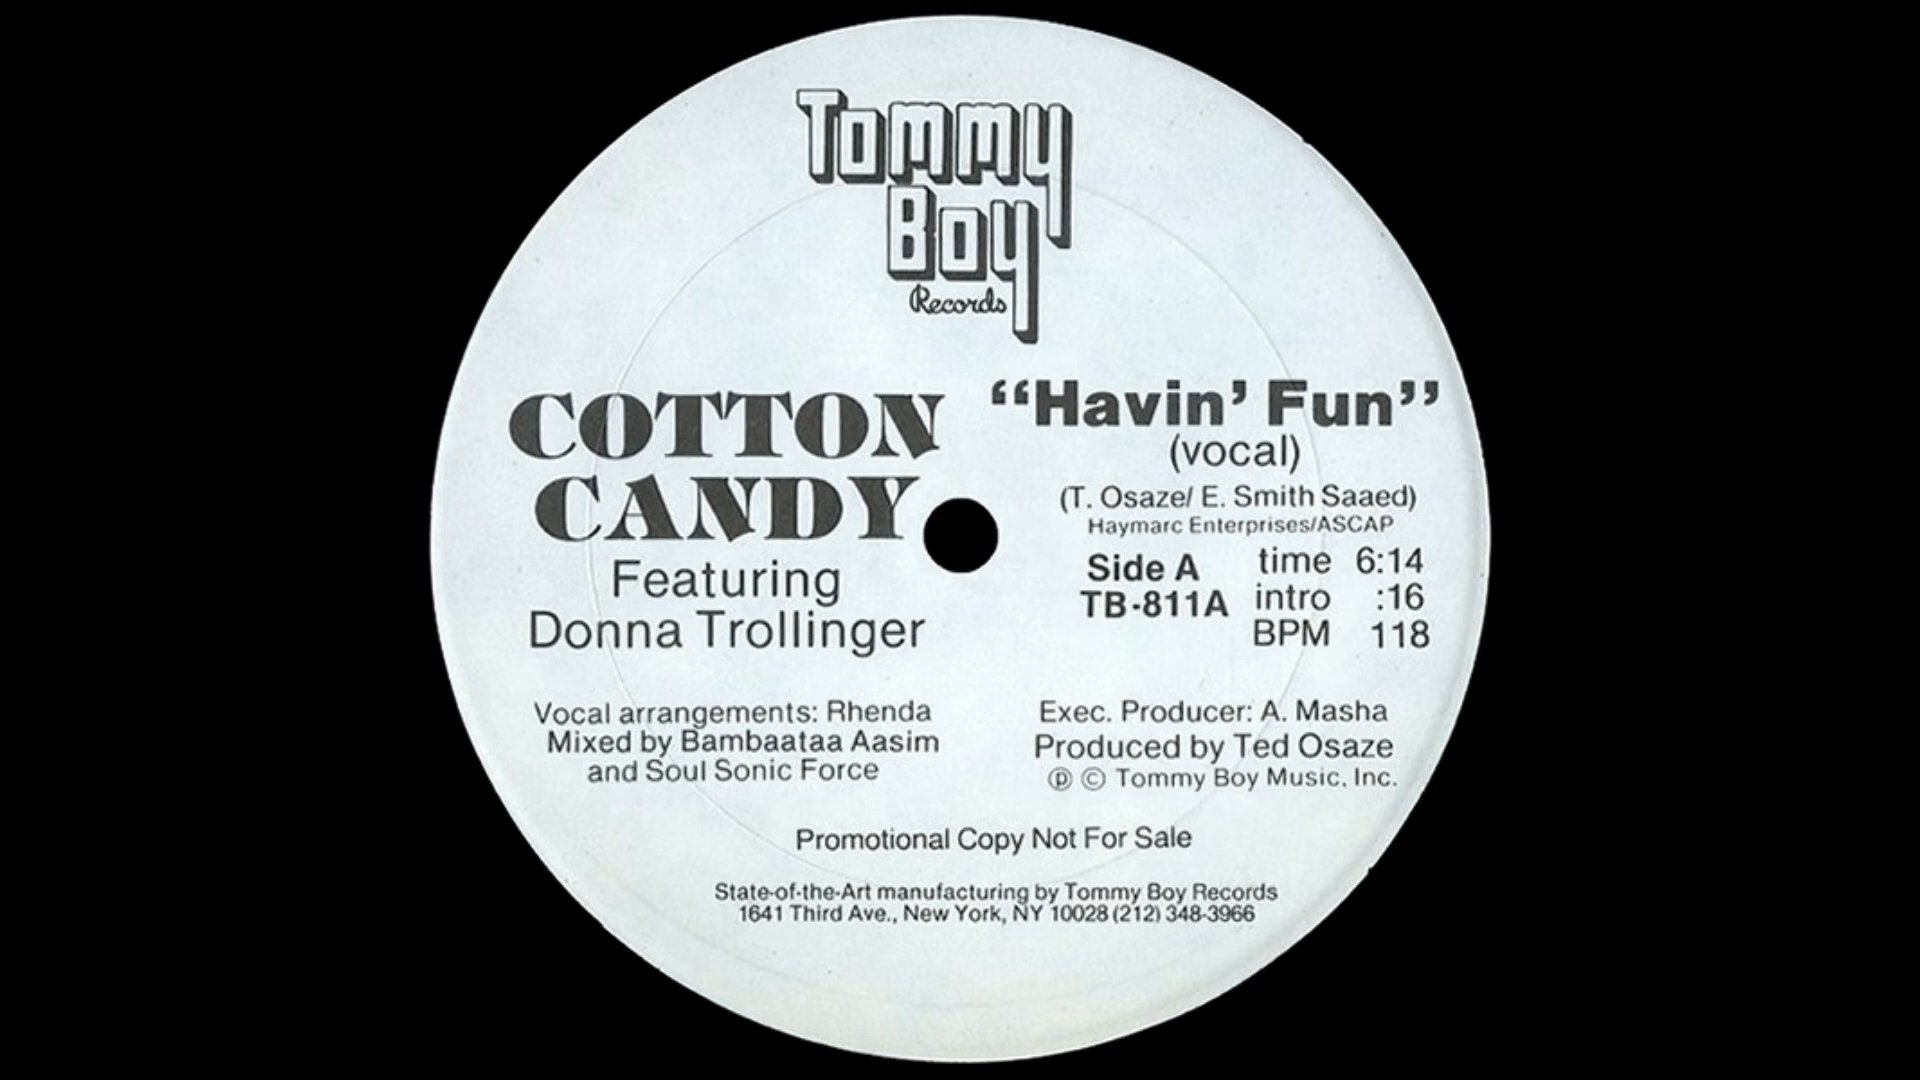 Tommy
Boy
Records
COTTON
CANDY
Featuring
Donna Trollinger
“Havin’ Fun”
(vocal)
(T. Osaze/ E. Smith Saaed)
Haymarc Enterprises/ASCAP
Side A
TB-811A
time 6:14
intro :16
BPM 118
Vocal arrangements: Rhenda
Mixed by Bambaataa Aasim
and Soul Sonic Force
Exec. Producer: A. Masha
Produced by Ted Osaze
℗ © Tommy Boy Music, Inc.
Promotional Copy Not For Sale
State-of-the-Art manufacturing by Tommy Boy Records
1641 Third Ave., New York, NY 10028 (212) 348-3966